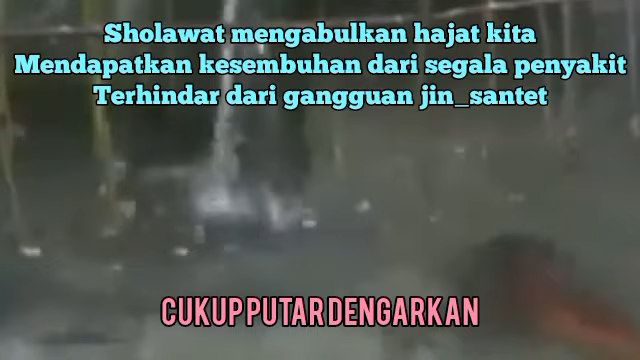 Sholawat mengabulkan hajat kita
Mendapatkan kesembuhan dari segala penyakit
Terhindar dari gangguan jin_santet
CUKUP PUTAR DENGARKAN